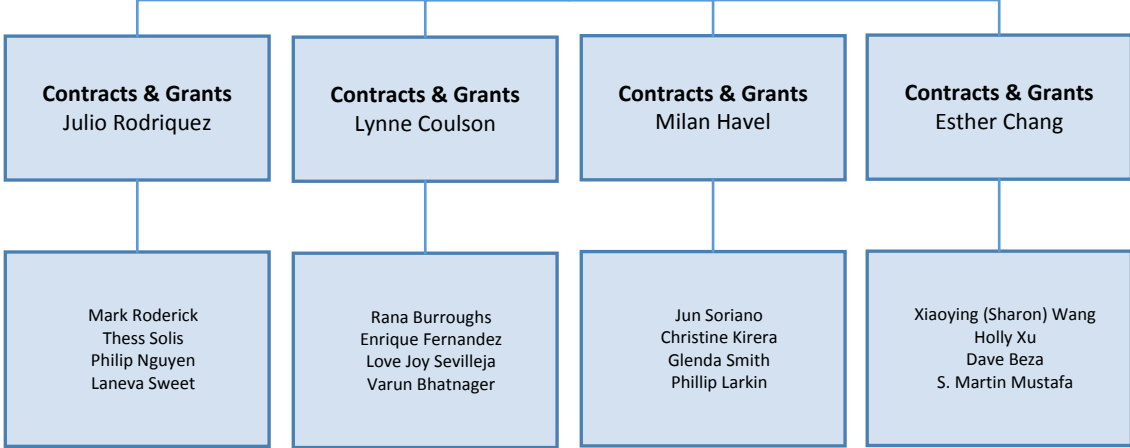 Contracts & Grants
Julio Rodriquez
Contracts & Grants
Lynne Coulson
Contracts & Grants
Milan Havel
Contracts & Grants
Esther Chang
Mark Roderick
Thess Solis
Philip Nguyen
Laneva Sweet
Rana Burroughs
Enrique Fernandez
Love Joy Sevilleja
Varun Bhatnager
Jun Soriano
Christine Kirera
Glenda Smith
Phillip Larkin
Xiaoying (Sharon) Wang
Holly Xu
Dave Beza
S. Martin Mustafa